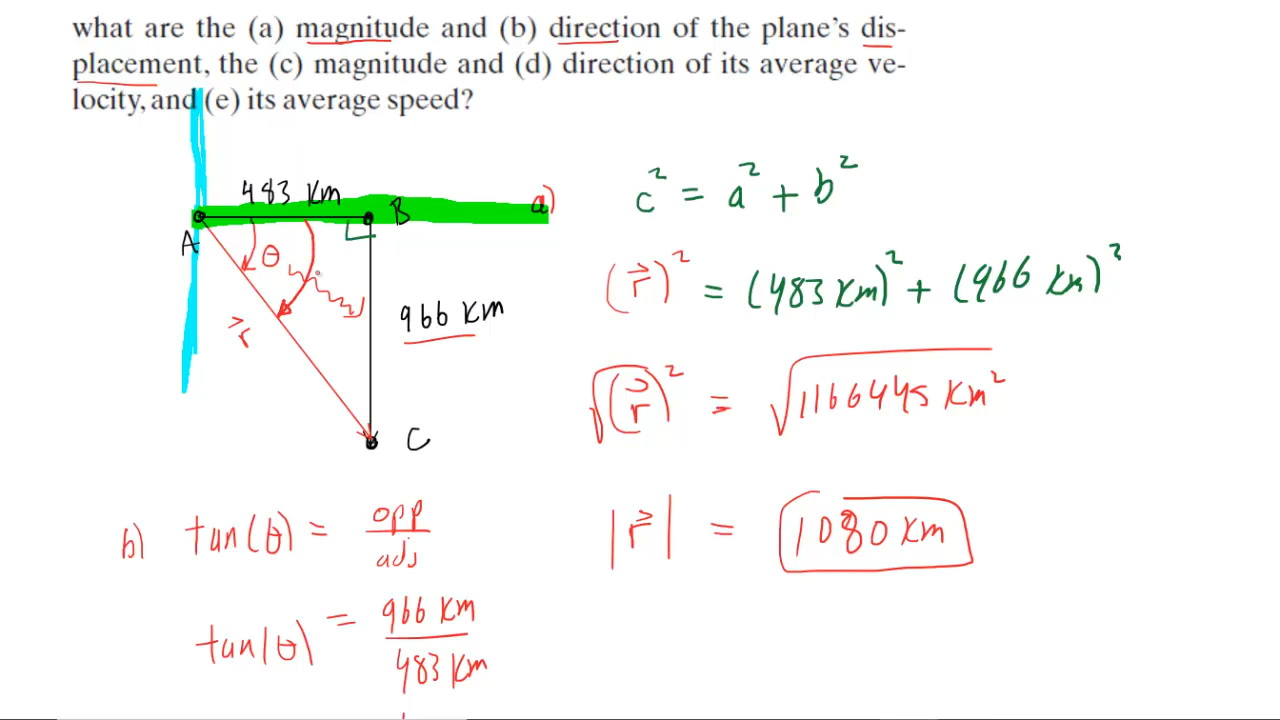 what are the (a) magnitude and (b) direction of the plane's dis-
placement, the (c) magnitude and (d) direction of its average ve-
locity, and (e) its average speed?
483 km
a)
A
B
θ
r⃗
966 km
C
c² = a² + b²
(r⃗)² = (483 km)² + (966 km)²
√(r⃗)² = √1166445 km²
|r⃗| = 1080 km
b) tan(θ) = opp/adj
tan(θ) = 966 km/483 km